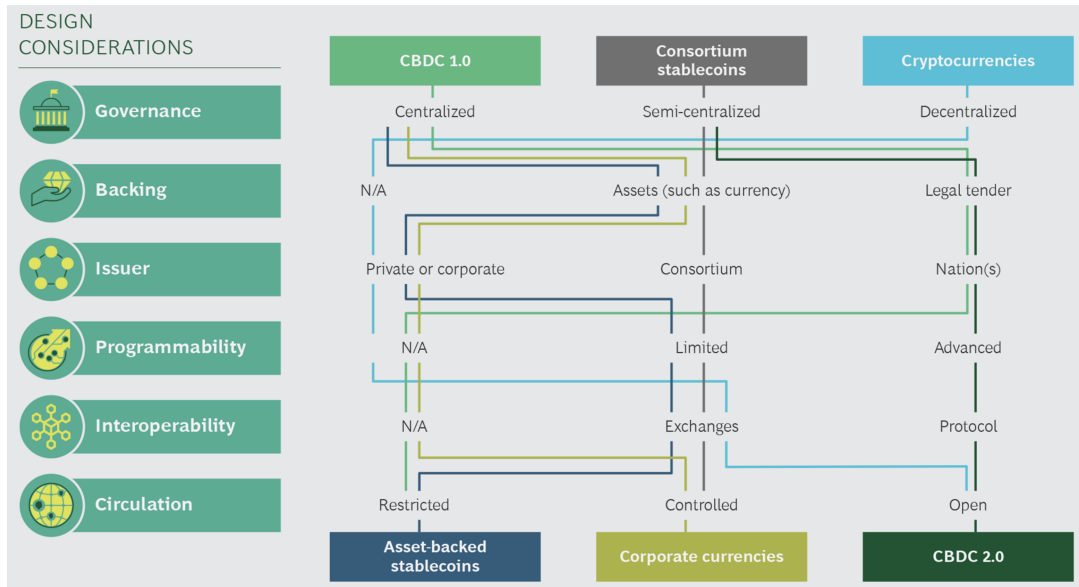 DESIGN
CONSIDERATIONS
CBDC 1.0
Consortium
stablecoins
Cryptocurrencies
Governance
Centralized
Semi-centralized
Decentralized
Backing
N/A
Assets (such as currency)
Legal tender
Issuer
Private or corporate
Consortium
Nation(s)
Programmability
N/A
Limited
Advanced
Interoperability
N/A
Exchanges
Protocol
Circulation
Restricted
Controlled
Open
Asset-backed
stablecoins
Corporate currencies
CBDC 2.0